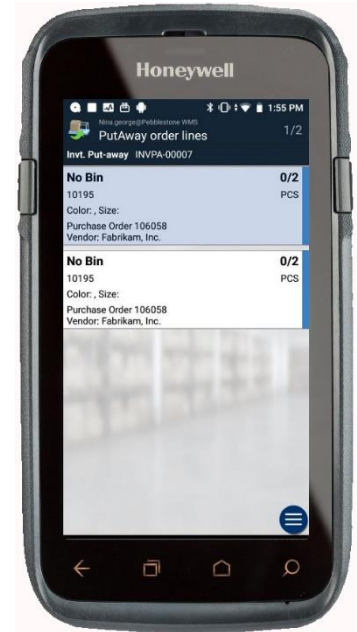 Honeywell
1:55 PM
Nina.george@Pebblestone WMS
PutAway order lines
1/2
Invt. Put-away INVPA-00007
No Bin 0/2
10195 PCS
Color: , Size:
Purchase Order 106058
Vendor: Fabrikam, Inc.
No Bin 0/2
10195 PCS
Color: , Size:
Purchase Order 106058
Vendor: Fabrikam, Inc.